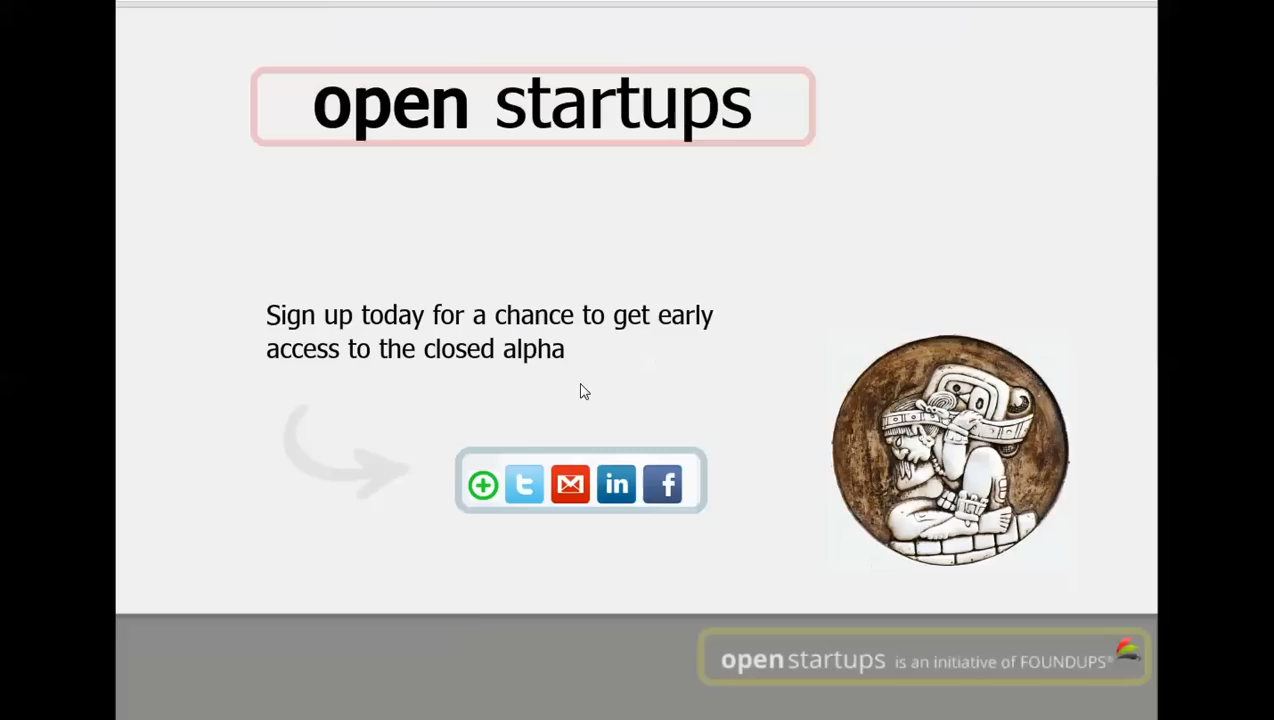 open startups
Sign up today for a chance to get early
access to the closed alpha
t in f
open startups is an initiative of FOUNDUPS®